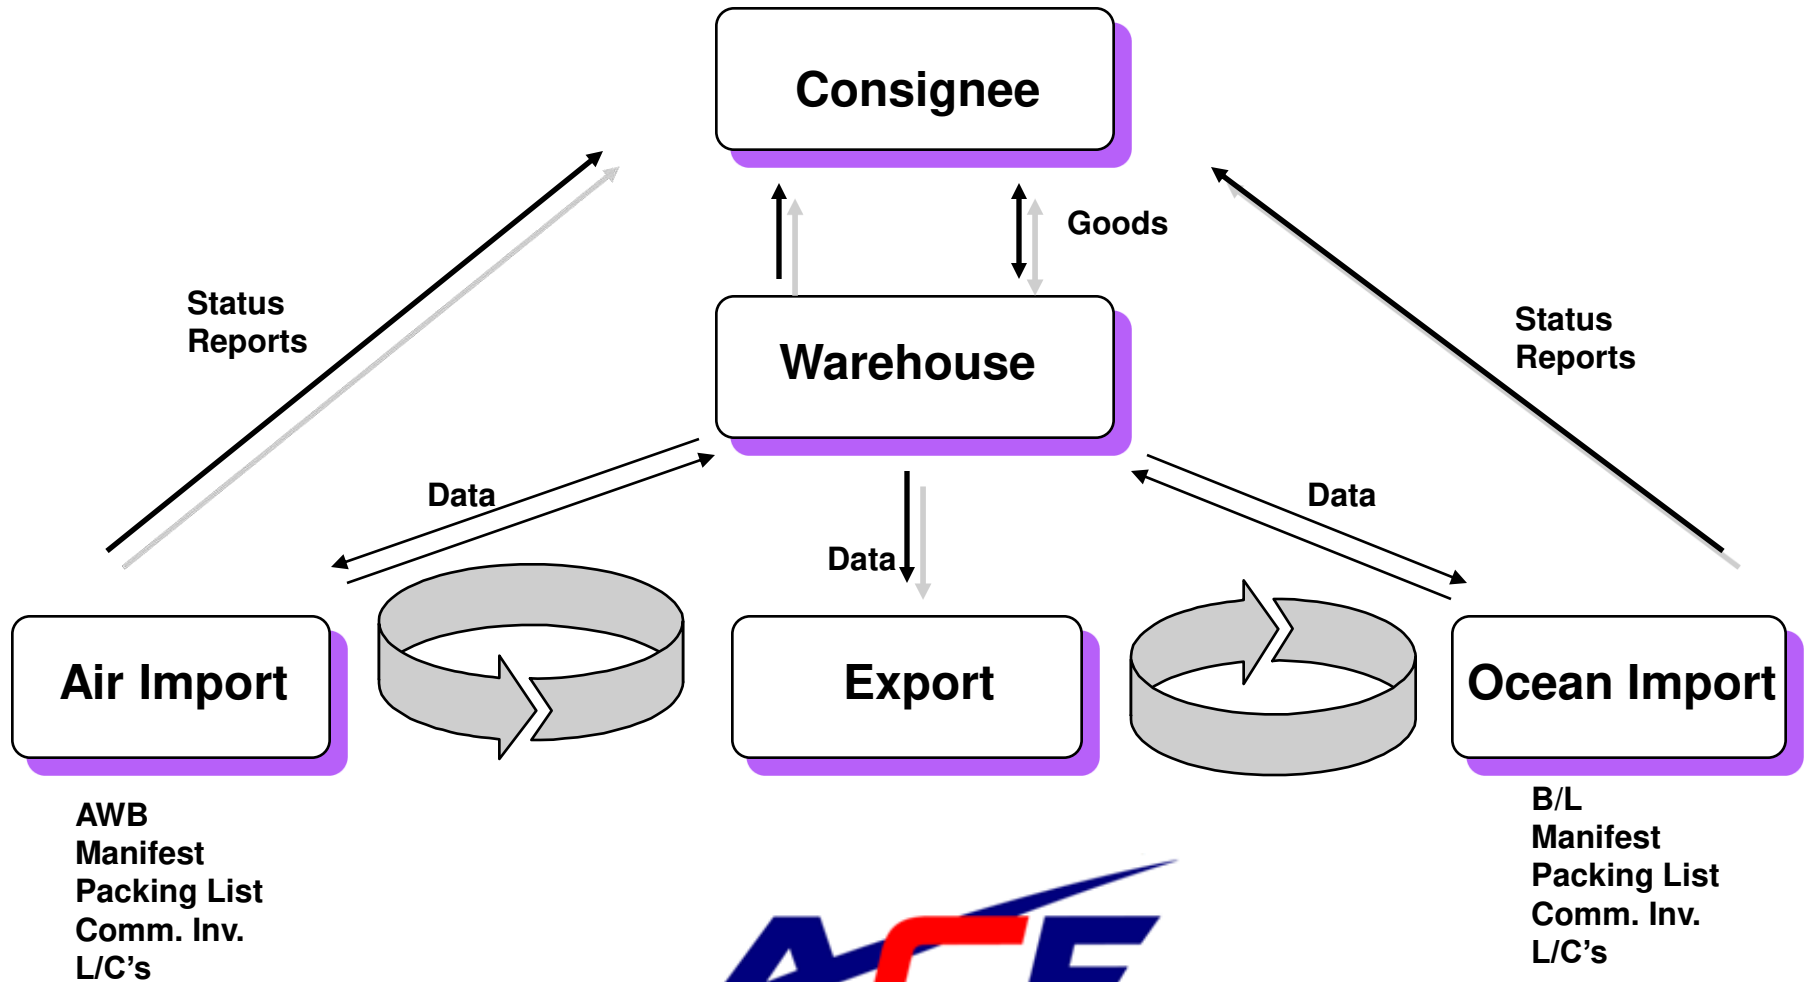 Consignee
Goods
Status
Reports
Status
Reports
Warehouse
Data
Data
Data
Air Import
Export
Ocean Import
AWB
Manifest
Packing List
Comm. Inv.
L/C’s
B/L
Manifest
Packing List
Comm. Inv.
L/C’s